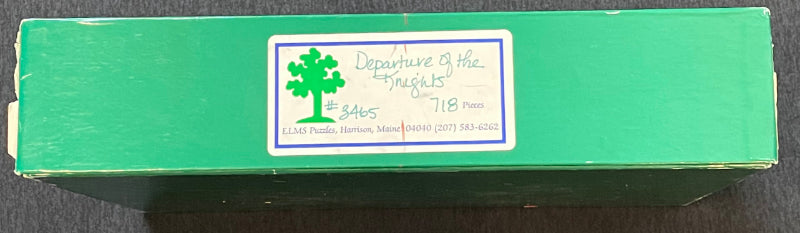 Departure of the
Knights
#3465 718 Pieces
ELMS Puzzles, Harrison, Maine 04040 (207) 583-6262